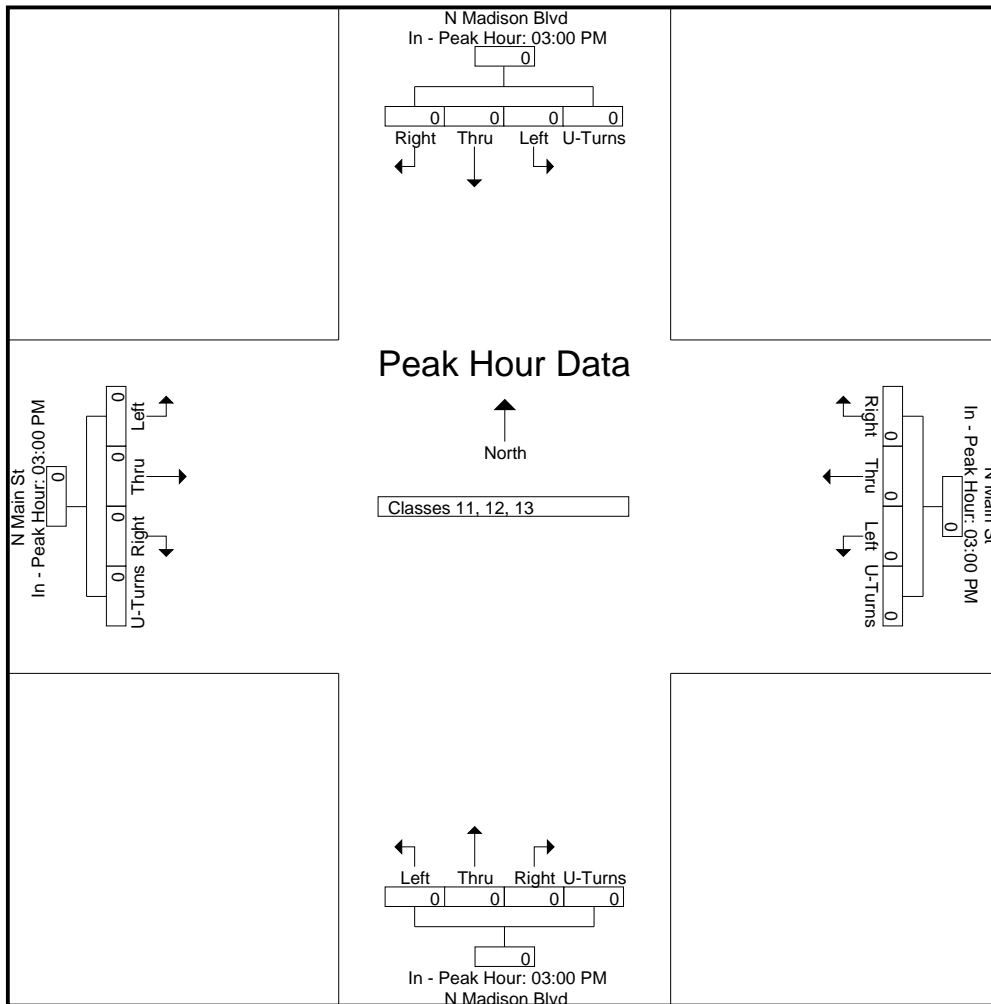 N Madison Blvd
In - Peak Hour: 03:00 PM
0
0 0 0 0
Right Thru Left U-Turns
Peak Hour Data
North
Classes 11, 12, 13
N Main St
In - Peak Hour: 03:00 PM
0
0 0 0 0
Left Thru Right U-Turns
N Main St
In - Peak Hour: 03:00 PM
0
0 0 0 0
Right Thru Left U-Turns
Left Thru Right U-Turns
0 0 0 0
0
In - Peak Hour: 03:00 PM
N Madison Blvd